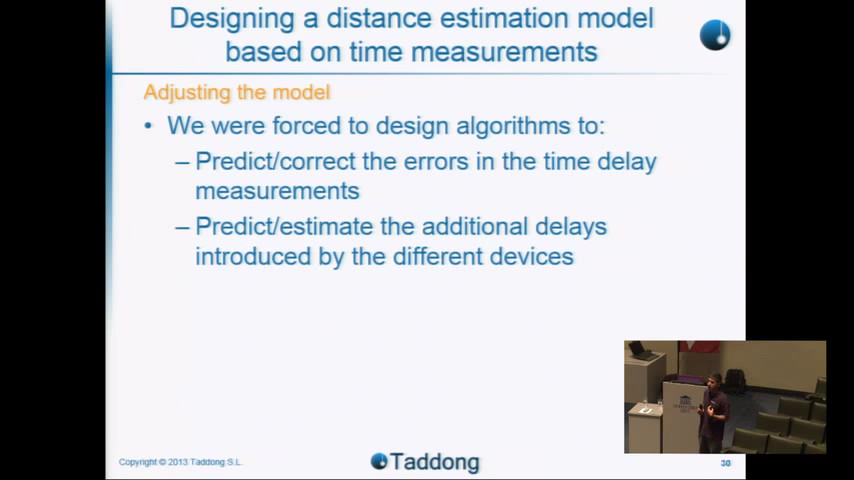 Designing a distance estimation model
based on time measurements
Adjusting the model
• We were forced to design algorithms to:
– Predict/correct the errors in the time delay
measurements
– Predict/estimate the additional delays
introduced by the different devices
Copyright © 2013 Taddong S.L.
Taddong
30